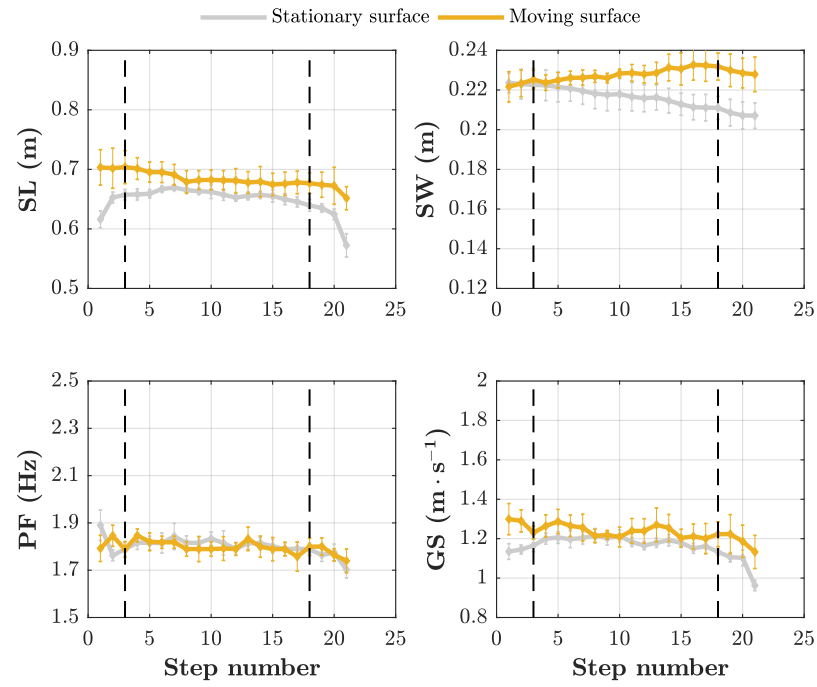 Stationary surface Moving surface
0.9
0.8
0.7
0.6
0.5
SL (m)
0 5 10 15 20 25
0.24
0.22
0.2
0.18
0.16
0.14
0.12
SW (m)
0 5 10 15 20 25
2.5
2.3
2.1
1.9
1.7
1.5
PF (Hz)
0 5 10 15 20 25
Step number
2
1.8
1.6
1.4
1.2
1
0.8
GS (m · s⁻¹)
0 5 10 15 20 25
Step number